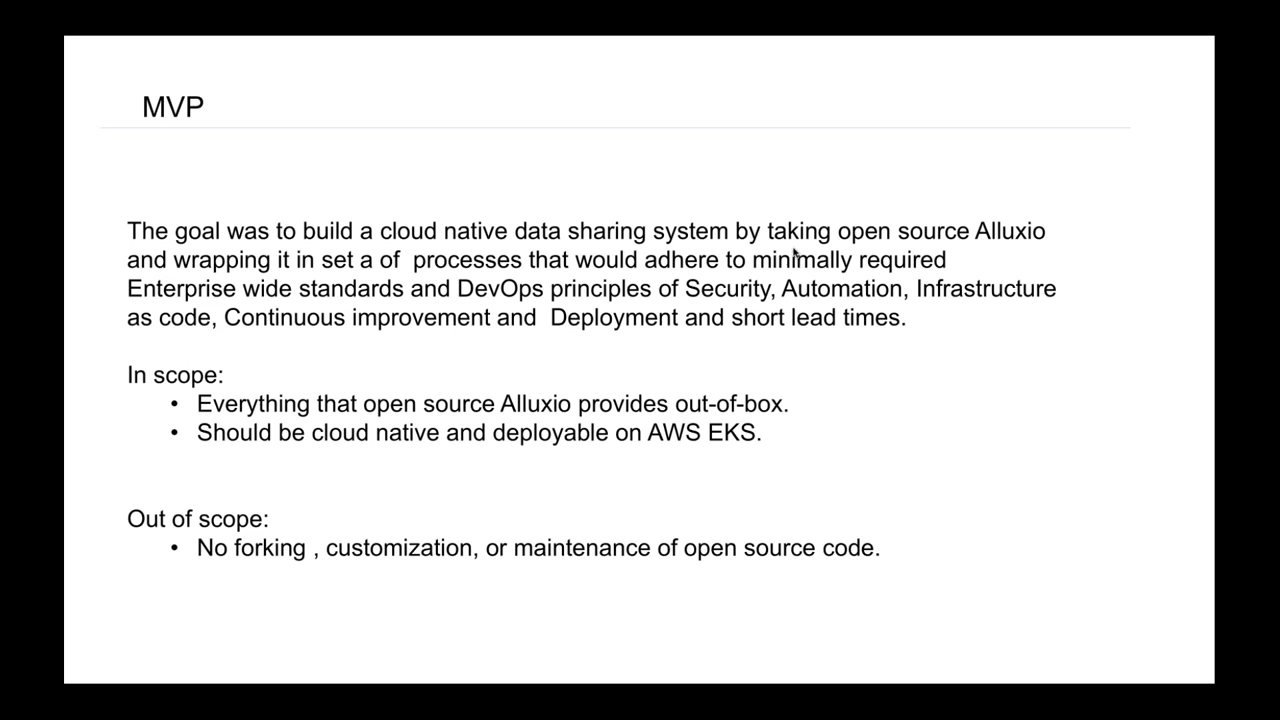 MVP
The goal was to build a cloud native data sharing system by taking open source Alluxio
and wrapping it in set a of  processes that would adhere to minimally required
Enterprise wide standards and DevOps principles of Security, Automation, Infrastructure
as code, Continuous improvement and  Deployment and short lead times.
In scope:
• Everything that open source Alluxio provides out-of-box.
• Should be cloud native and deployable on AWS EKS.
Out of scope:
• No forking , customization, or maintenance of open source code.